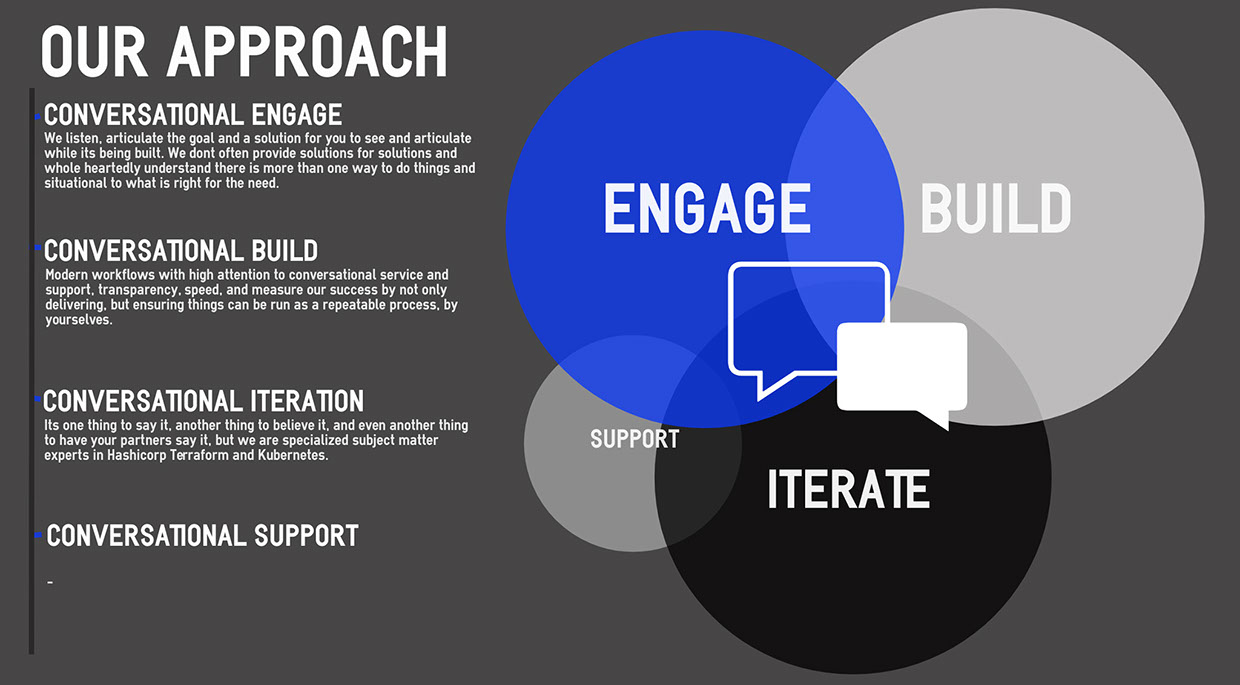 OUR APPROACH
CONVERSATIONAL ENGAGE
We listen, articulate the goal and a solution for you to see and articulate
while its being built. We dont often provide solutions for solutions and
whole heartedly understand there is more than one way to do things and
situational to what is right for the need.
CONVERSATIONAL BUILD
Modern workflows with high attention to conversational service and
support, transparency, speed, and measure our success by not only
delivering, but ensuring things can be run as a repeatable process, by
yourselves.
CONVERSATIONAL ITERATION
Its one thing to say it, another thing to believe it, and even another thing
to have your partners say it, but we are specialized subject matter
experts in Hashicorp Terraform and Kubernetes.
CONVERSATIONAL SUPPORT
-
ENGAGE
BUILD
SUPPORT
ITERATE